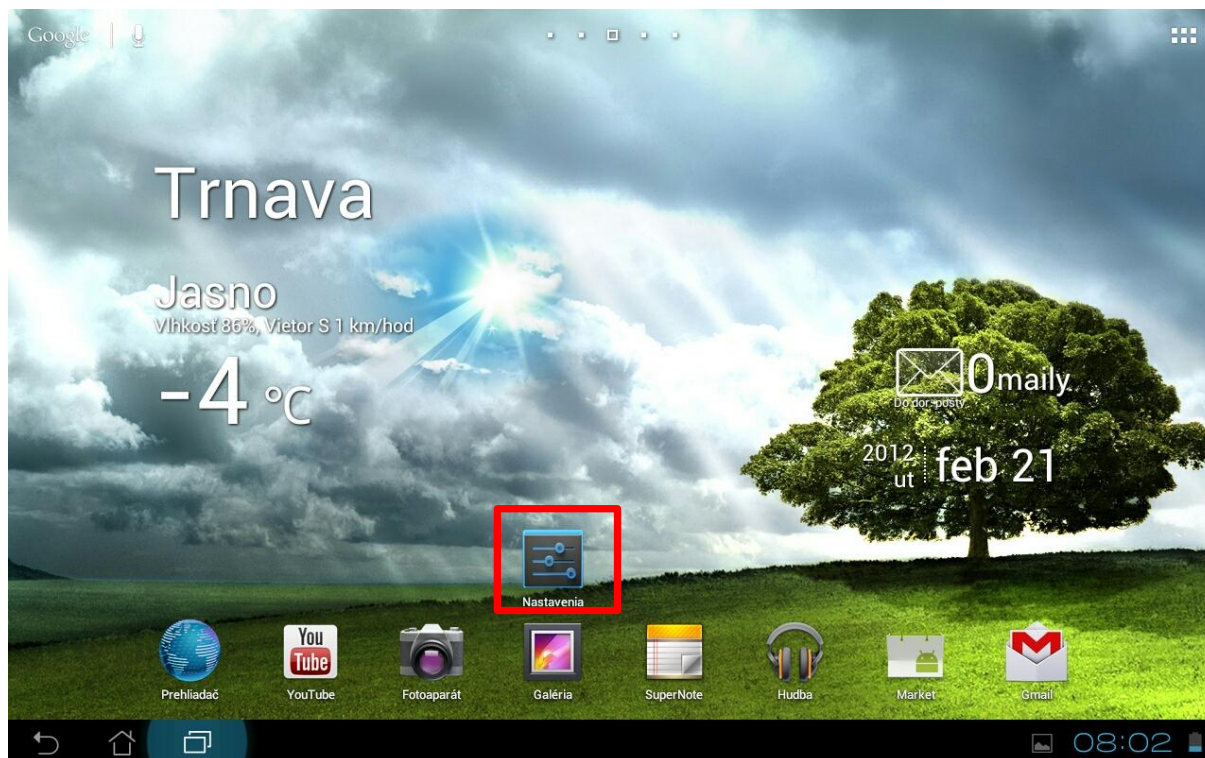 Google
Trnava
Jasno
Vlhkosť 86%, Vietor S 1 km/hod
-4 °C
0 maily
Do dor. pošty
2012
ut
feb 21
Nastavenia
You
Tube
Prehliadač
YouTube
Fotoaparát
Galéria
SuperNote
Hudba
Market
Gmail
08:02